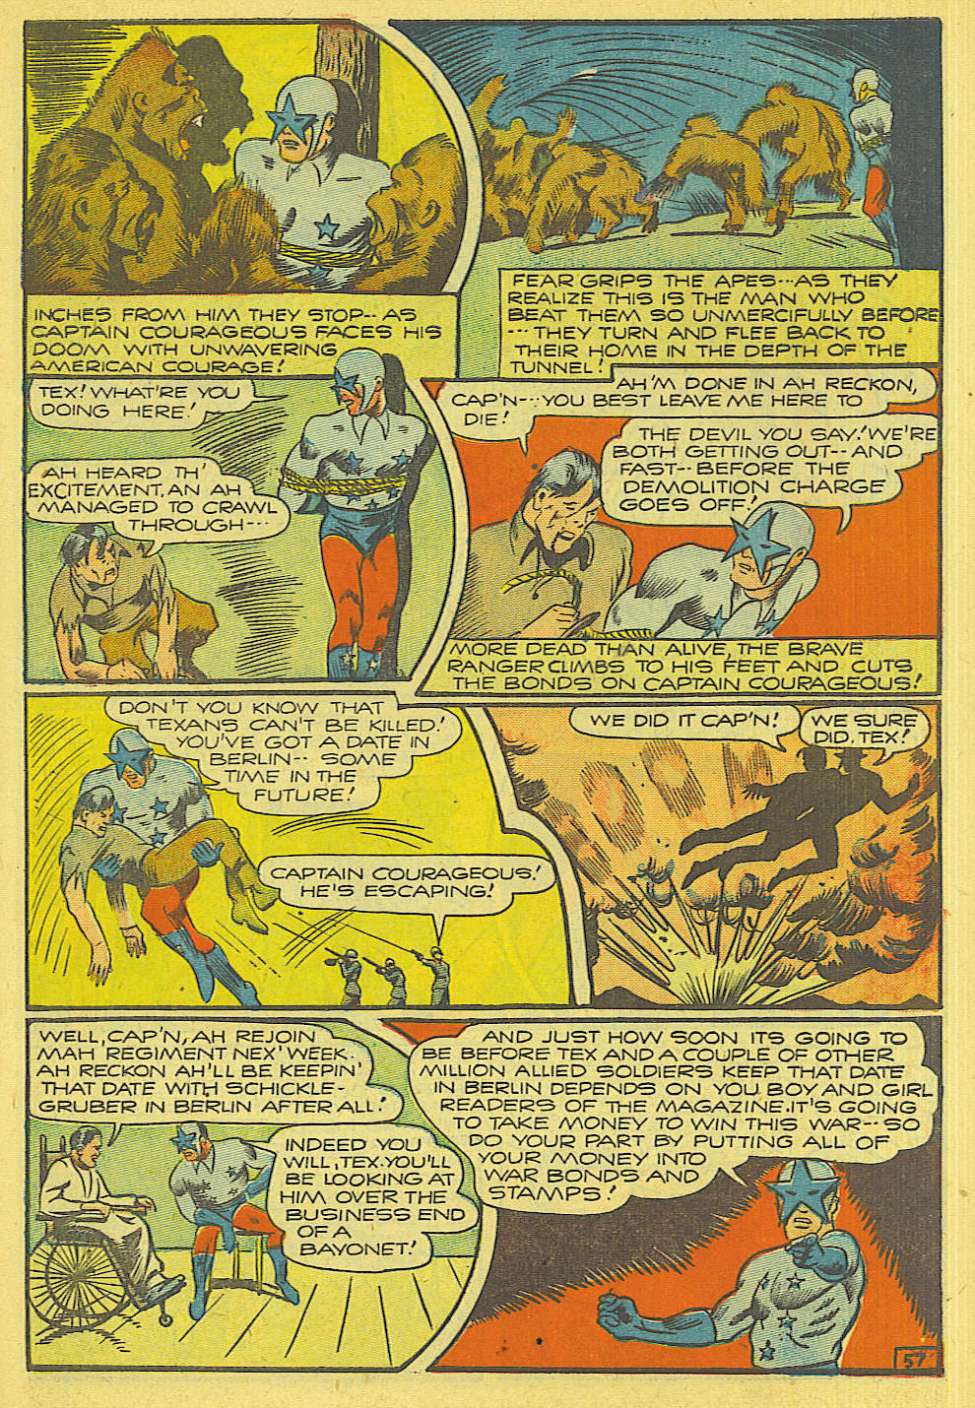 INCHES FROM HIM THEY STOP-- AS
CAPTAIN COURAGEOUS FACES HIS
DOOM WITH UNWAVERING
AMERICAN COURAGE!
FEAR GRIPS THE APES--- AS THEY
REALIZE THIS IS THE MAN WHO
BEAT THEM SO UNMERCIFULLY BEFORE
--- THEY TURN AND FLEE BACK TO
THEIR HOME IN THE DEPTH OF THE
TUNNEL!
TEX! WHAT'RE YOU
DOING HERE!
AH HEARD TH'
EXCITEMENT, AN AH
MANAGED TO CRAWL
THROUGH---
AH'M DONE IN AH RECKON,
CAP'N--- YOU BEST LEAVE ME HERE TO
DIE!
THE DEVIL YOU SAY! WE'RE
BOTH GETTING OUT-- AND
FAST-- BEFORE THE
DEMOLITION CHARGE
GOES OFF!
MORE DEAD THAN ALIVE, THE BRAVE
RANGER CLIMBS TO HIS FEET AND CUTS
THE BONDS ON CAPTAIN COURAGEOUS!
DON'T YOU KNOW THAT
TEXANS CAN'T BE KILLED!
YOU'VE GOT A DATE IN
BERLIN-- SOME
TIME IN THE
FUTURE!
CAPTAIN COURAGEOUS!
HE'S ESCAPING!
WE DID IT CAP'N!
WE SURE
DID, TEX!
BOOM
WELL, CAP'N, AH REJOIN
MAH REGIMENT NEX' WEEK.
AH RECKON AH'LL BE KEEPIN'
THAT DATE WITH SCHICKLE-
GRUBER IN BERLIN AFTER ALL!
INDEED YOU
WILL, TEX. YOU'LL
BE LOOKING AT
HIM OVER THE
BUSINESS END
OF A
BAYONET!
AND JUST HOW SOON ITS GOING TO
BE BEFORE TEX AND A COUPLE OF OTHER
MILLION ALLIED SOLDIERS KEEP THAT DATE
IN BERLIN DEPENDS ON YOU BOY AND GIRL
READERS OF THE MAGAZINE. IT'S GOING
TO TAKE MONEY TO WIN THIS WAR-- SO
DO YOUR PART BY PUTTING ALL OF
YOUR MONEY INTO
WAR BONDS AND
STAMPS!
57